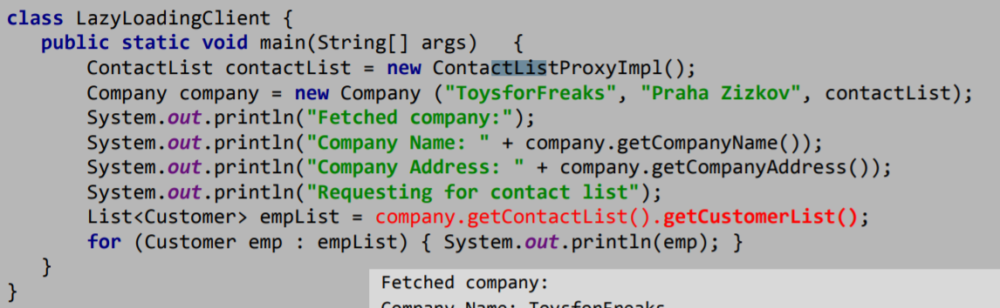 class LazyLoadingClient {
public static void main(String[] args) {
ContactList contactList = new ContactListProxyImpl();
Company company = new Company ("ToysforFreaks", "Praha Zizkov", contactList);
System.out.println("Fetched company:");
System.out.println("Company Name: " + company.getCompanyName());
System.out.println("Company Address: " + company.getCompanyAddress());
System.out.println("Requesting for contact list");
List<Customer> empList = company.getContactList().getCustomerList();
for (Customer emp : empList) { System.out.println(emp); }
}
}
Fetched company:
Company Name: ToysforFreaks